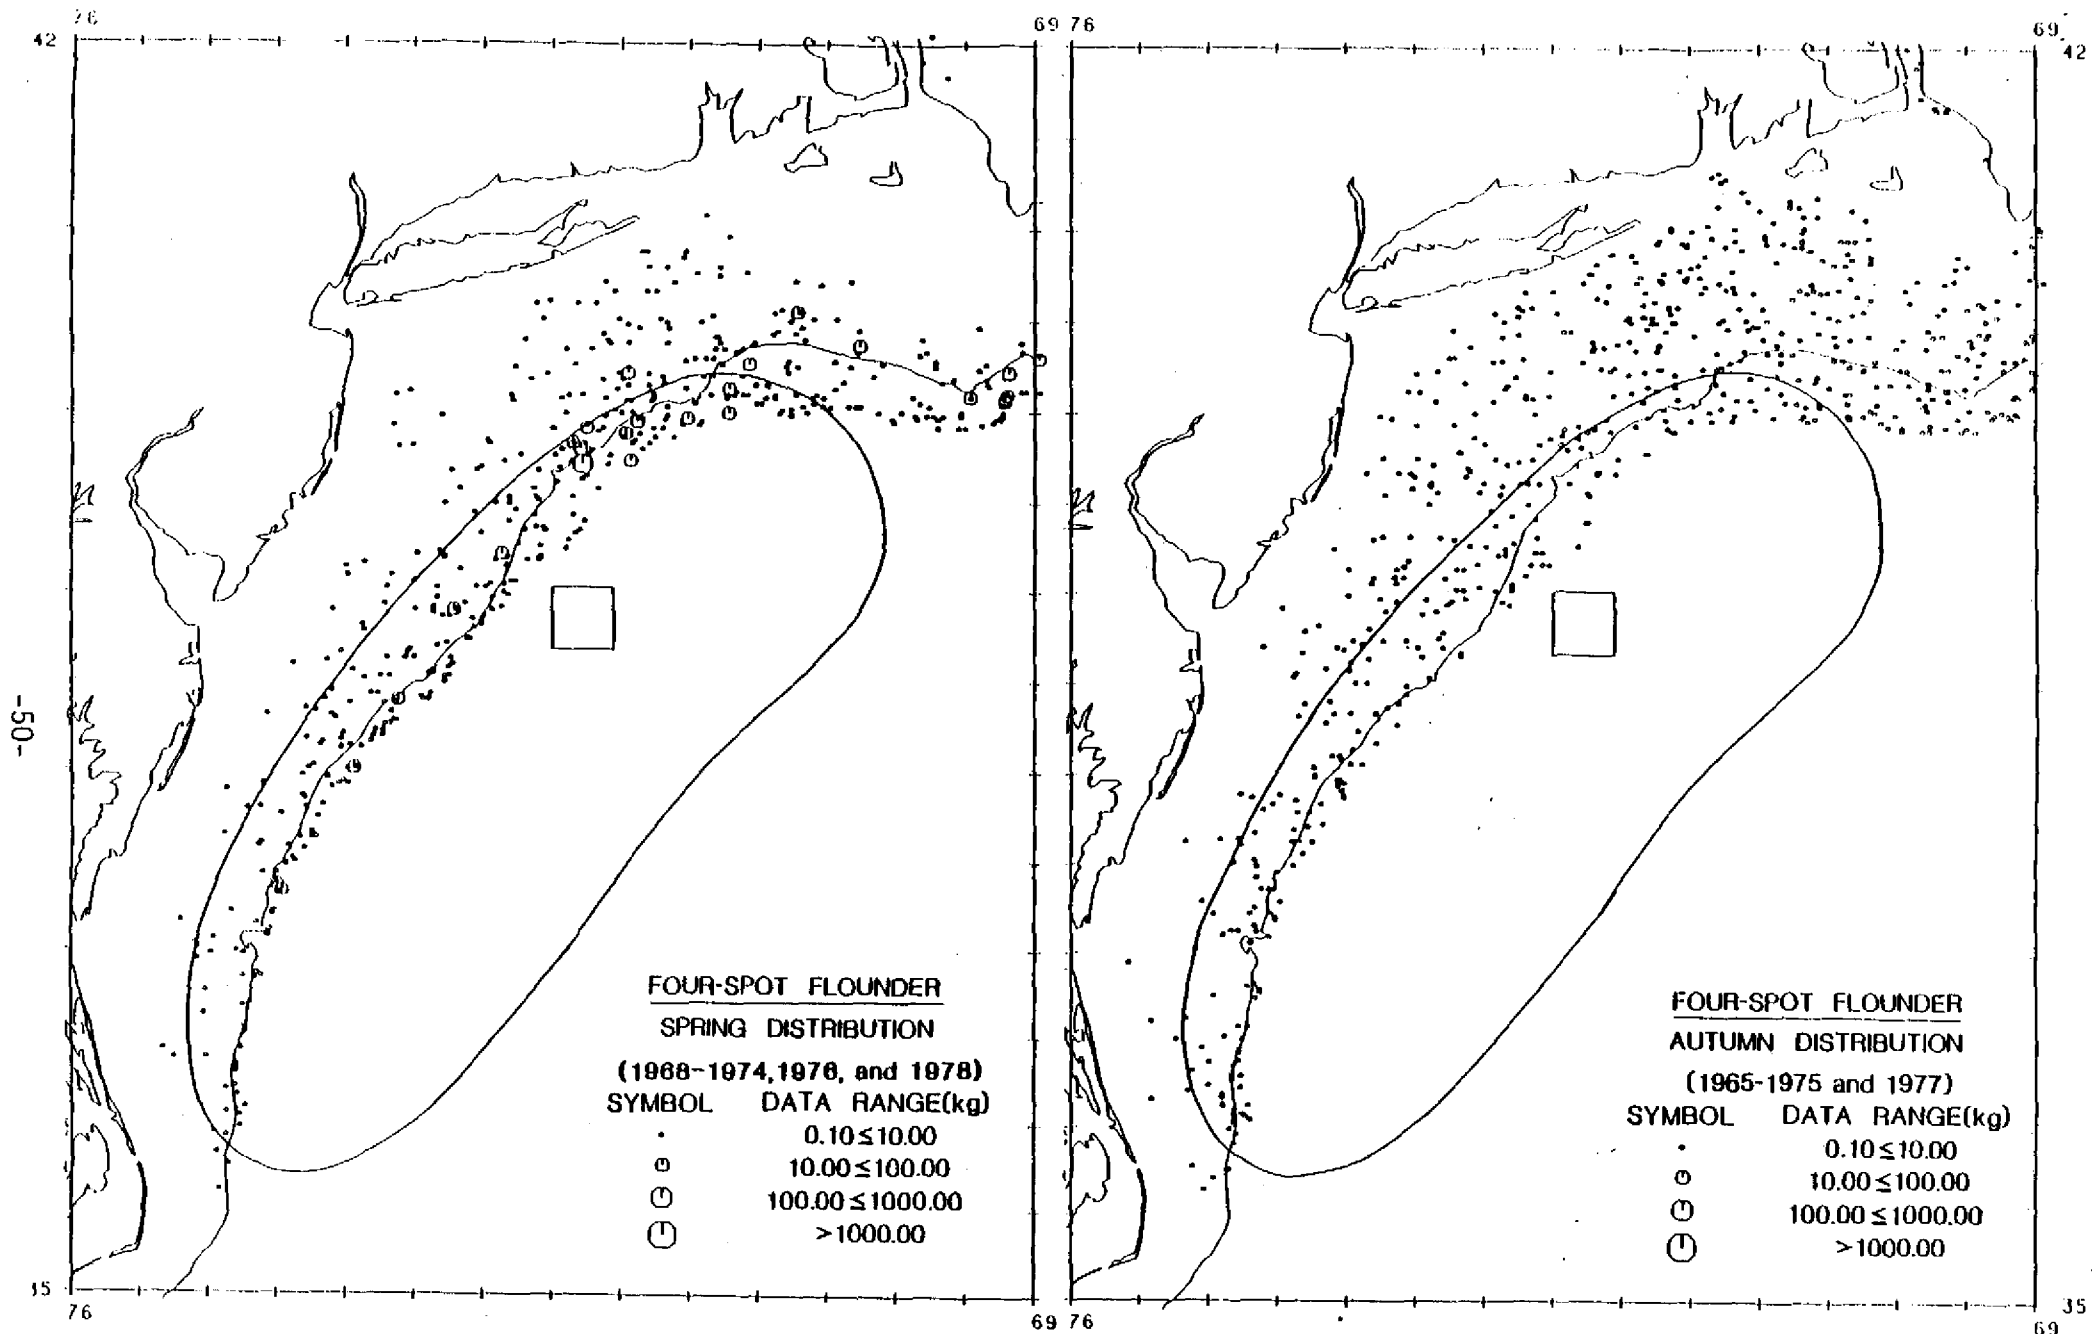 -50-
76
69
42
FOUR-SPOT FLOUNDER
SPRING DISTRIBUTION
(1968-1974,1976, and 1978)
SYMBOL DATA RANGE(kg)
0.10≤10.00
10.00≤100.00
100.00≤1000.00
>1000.00
76
69
76
69
42
FOUR-SPOT FLOUNDER
AUTUMN DISTRIBUTION
(1965-1975 and 1977)
SYMBOL DATA RANGE(kg)
0.10≤10.00
10.00≤100.00
100.00≤1000.00
>1000.00
35
76
69